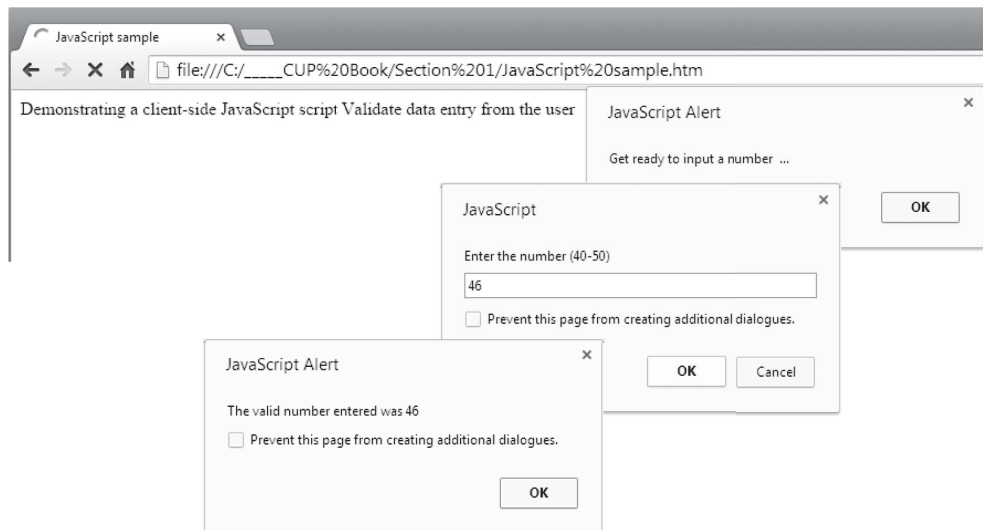 JavaScript sample
file:///C:/_____CUP%20Book/Section%201/JavaScript%20sample.htm
Demonstrating a client-side JavaScript script Validate data entry from the user
JavaScript Alert
Get ready to input a number ...
OK
JavaScript
Enter the number (40-50)
46
Prevent this page from creating additional dialogues.
OK Cancel
JavaScript Alert
The valid number entered was 46
Prevent this page from creating additional dialogues.
OK